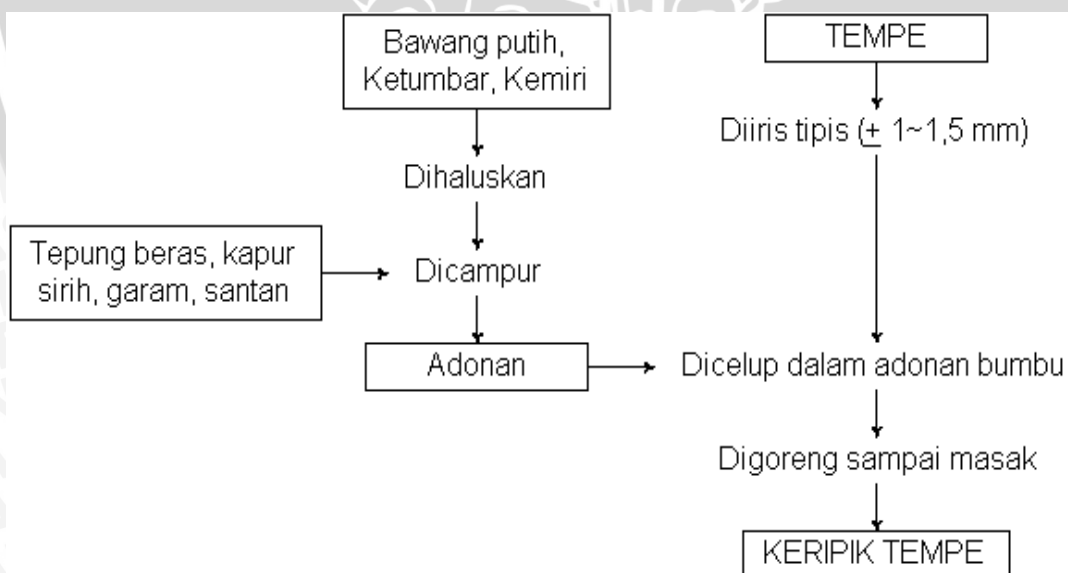 Bawang putih,
Ketumbar, Kemiri
TEMPE
Diiris tipis (± 1~1,5 mm)
Dihaluskan
Tepung beras, kapur
sirih, garam, santan
Dicampur
Adonan
Dicelup dalam adonan bumbu
Digoreng sampai masak
KERIPIK TEMPE